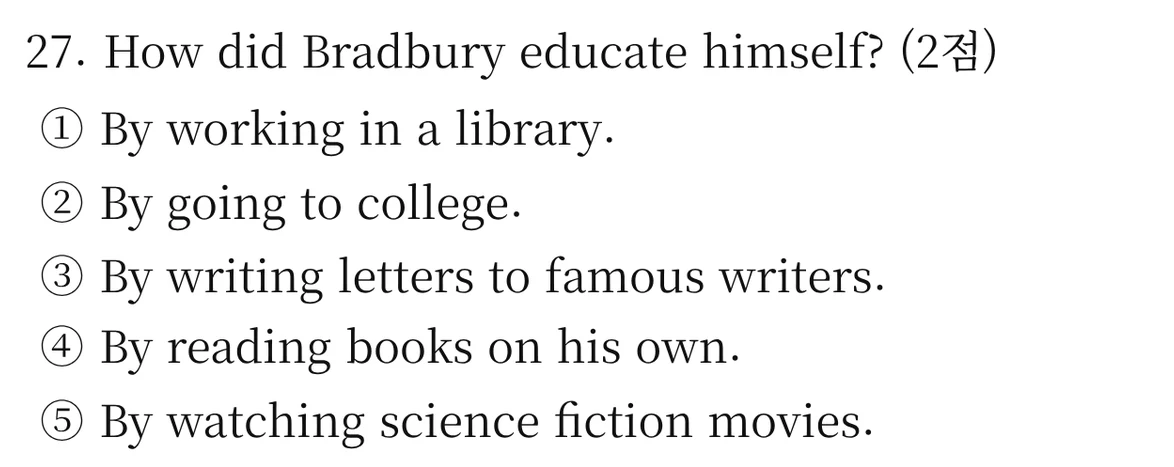 27. How did Bradbury educate himself? (2점)
① By working in a library.
② By going to college.
③ By writing letters to famous writers.
④ By reading books on his own.
⑤ By watching science fiction movies.